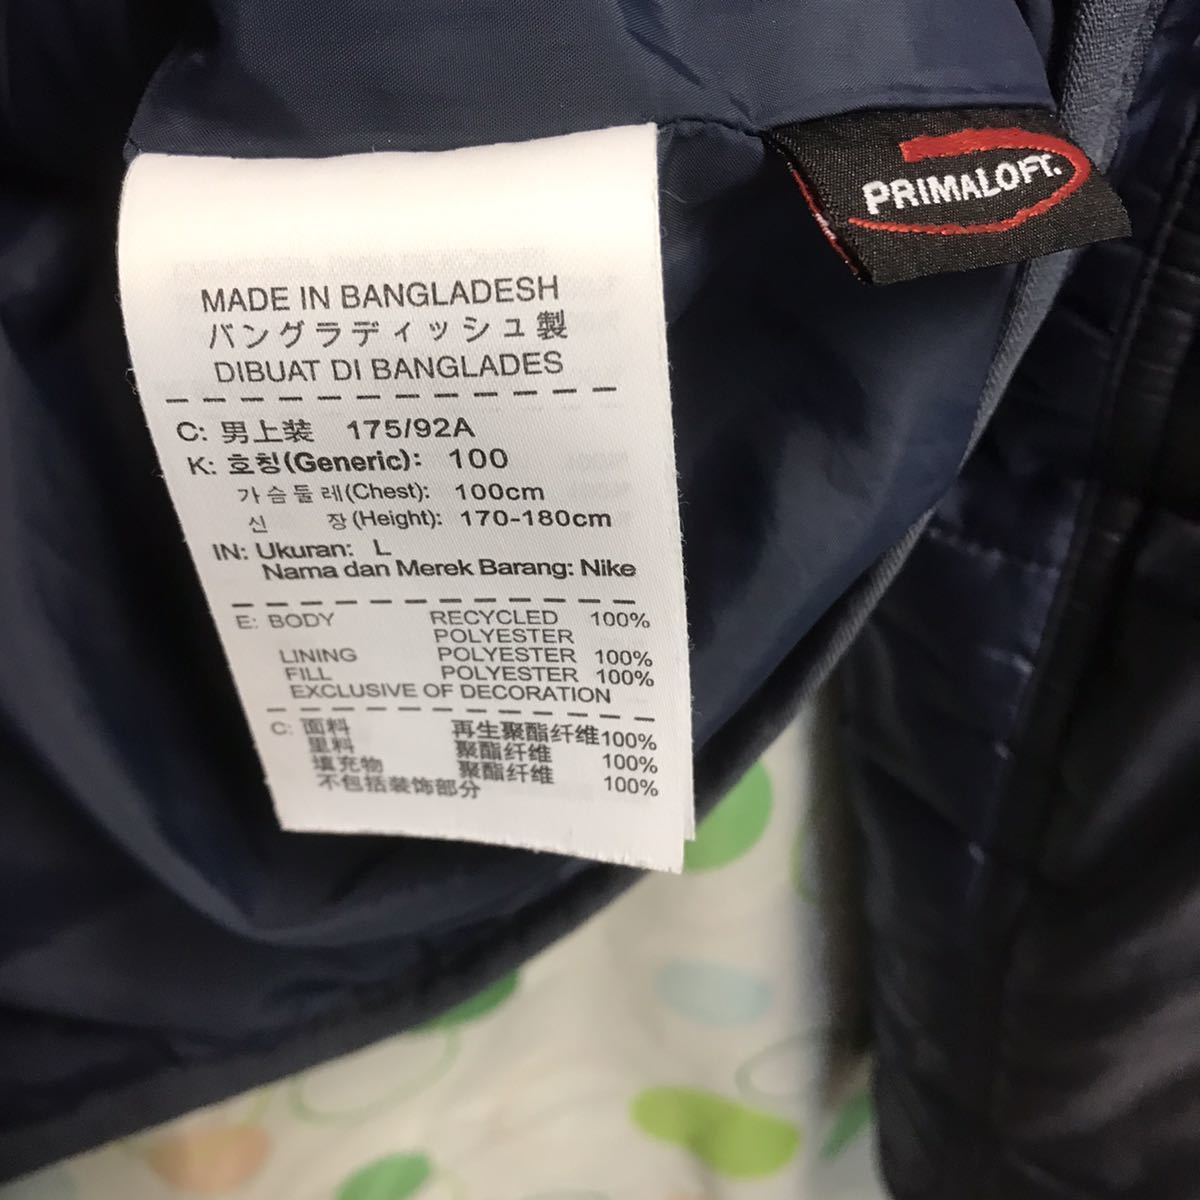 PRIMALOFT.
MADE IN BANGLADESH
バングラディッシュ製
DIBUAT DI BANGLADES
C: 男上装 175/92A
K: 호칭(Generic): 100
가슴둘레(Chest): 100cm
신 장(Height): 170-180cm
IN: Ukuran: L
Nama dan Merek Barang: Nike
E: BODY RECYCLED 100%
POLYESTER
LINING POLYESTER 100%
FILL POLYESTER 100%
EXCLUSIVE OF DECORATION
C: 面料 再生聚酯纤维100%
里料 聚酯纤维 100%
填充物 聚酯纤维 100%
不包括装饰部分